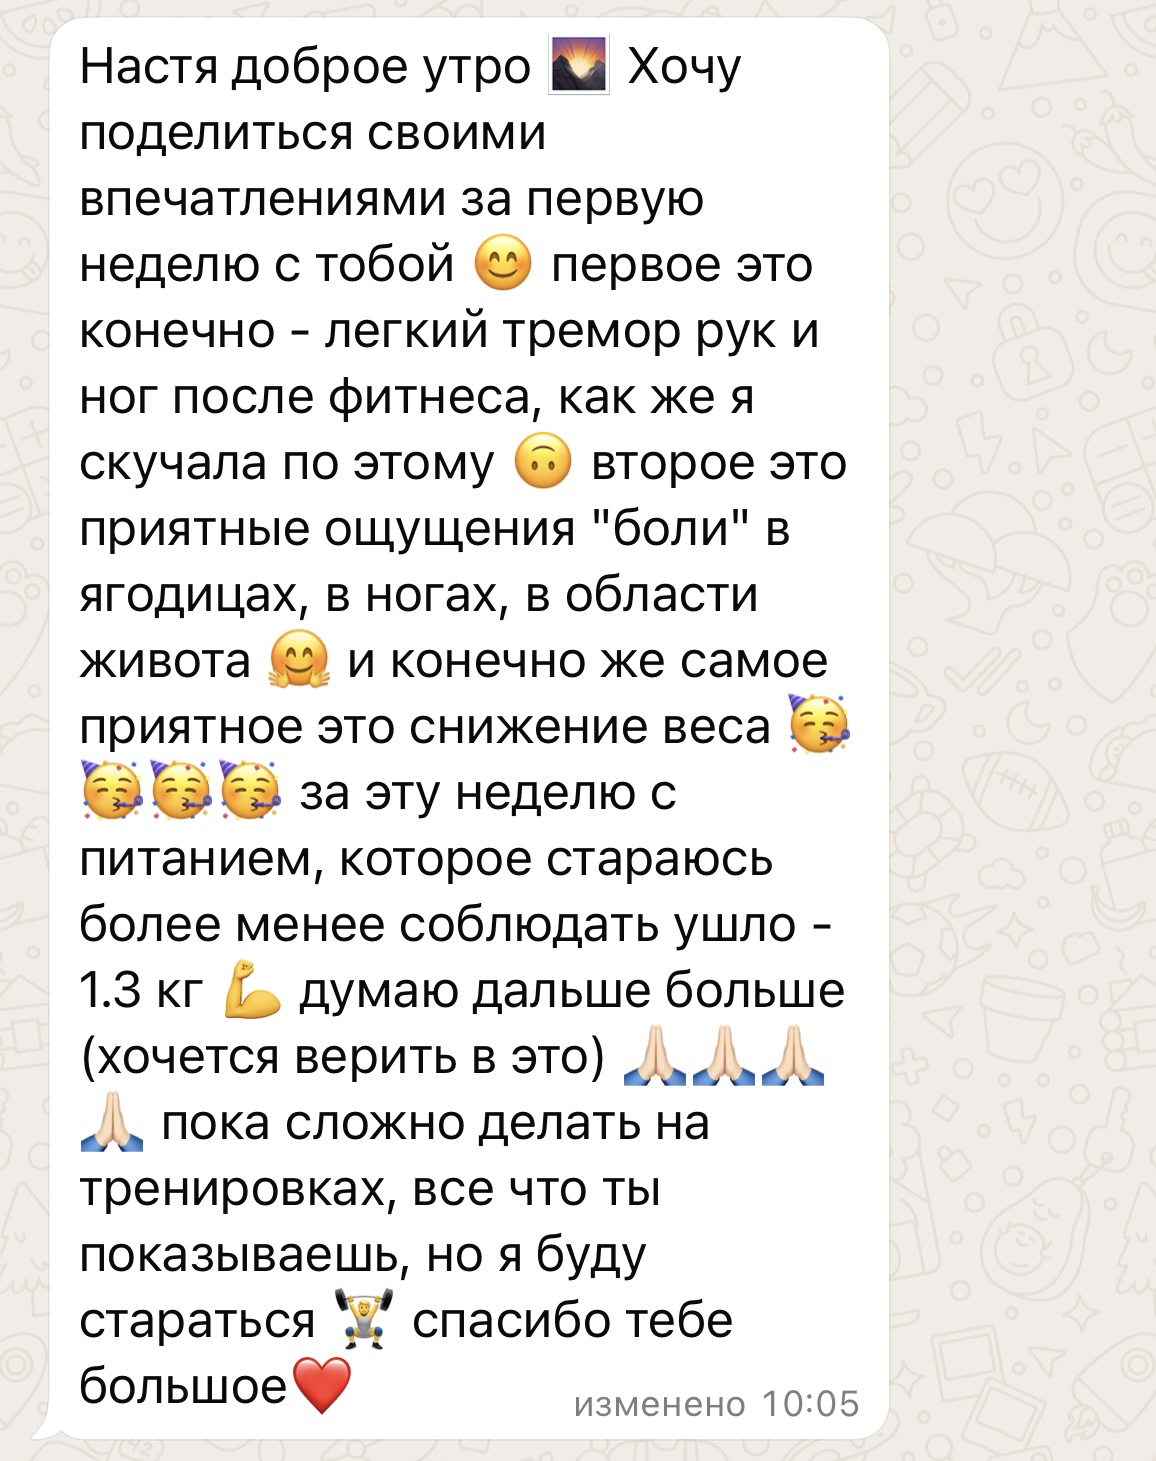 Настя доброе утро 🌄 Хочу
поделиться своими
впечатлениями за первую
неделю с тобой 😊 первое это
конечно - легкий тремор рук и
ног после фитнеса, как же я
скучала по этому 🙃 второе это
приятные ощущения "боли" в
ягодицах, в ногах, в области
живота 🤗 и конечно же самое
приятное это снижение веса 🥳
🥳🥳🥳 за эту неделю с
питанием, которое стараюсь
более менее соблюдать ушло -
1.3 кг 💪 думаю дальше больше
(хочется верить в это) 🙏🏻🙏🏻🙏🏻
🙏🏻 пока сложно делать на
тренировках, все что ты
показываешь, но я буду
стараться 🏋️ спасибо тебе
большое❤️
изменено 10:05